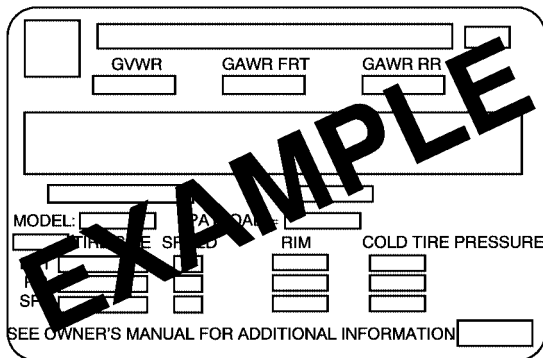 GVWR GAWR FRT GAWR RR
EXAMPLE
MODEL:
RIM COLD TIRE PRESSURE
SEE OWNER'S MANUAL FOR ADDITIONAL INFORMATION